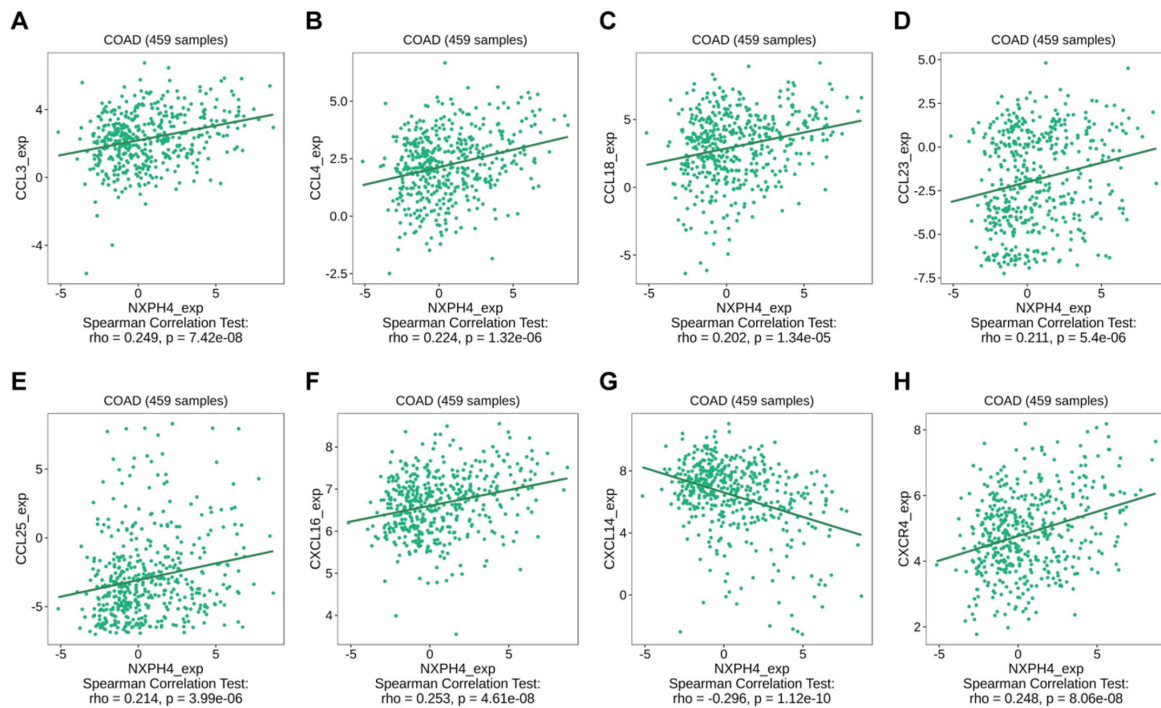 A
COAD (459 samples)
CCL3_exp
4
0
-4
-5
0
5
NXPH4_exp
Spearman Correlation Test:
rho = 0.249, p = 7.42e-08
B
COAD (459 samples)
CCL4_exp
5.0
2.5
0.0
-2.5
-5
0
5
NXPH4_exp
Spearman Correlation Test:
rho = 0.224, p = 1.32e-06
C
COAD (459 samples)
CCL18_exp
5
0
-5
-5
0
5
NXPH4_exp
Spearman Correlation Test:
rho = 0.202, p = 1.34e-05
D
COAD (459 samples)
CCL23_exp
2.5
0.0
-2.5
-5.0
-7.5
-5
0
5
NXPH4_exp
Spearman Correlation Test:
rho = 0.211, p = 5.4e-06
E
COAD (459 samples)
CCL25_exp
5
0
-5
-5
0
5
NXPH4_exp
Spearman Correlation Test:
rho = 0.214, p = 3.99e-06
F
COAD (459 samples)
CXCL16_exp
8
7
6
5
4
-5
0
5
NXPH4_exp
Spearman Correlation Test:
rho = 0.253, p = 4.61e-08
G
COAD (459 samples)
CXCL14_exp
8
4
0
-5
0
5
NXPH4_exp
Spearman Correlation Test:
rho = -0.296, p = 1.12e-10
H
COAD (459 samples)
CXCR4_exp
8
6
4
2
-5
0
5
NXPH4_exp
Spearman Correlation Test:
rho = 0.248, p = 8.06e-08